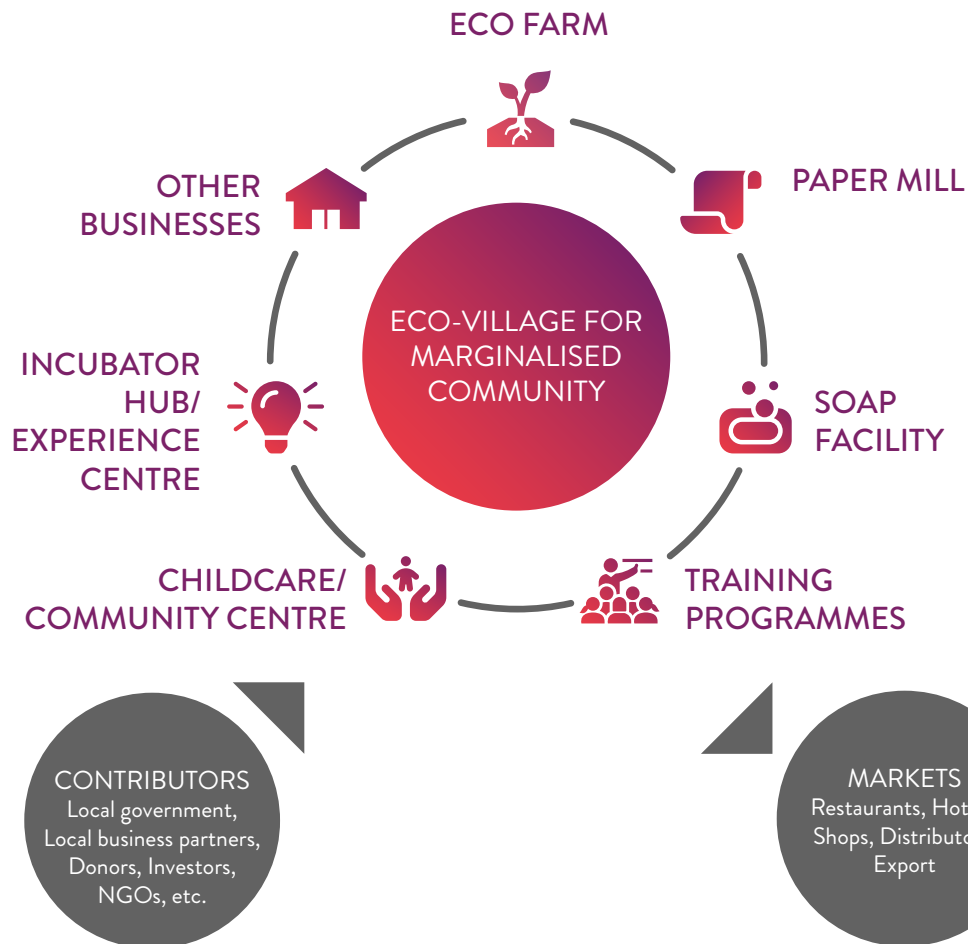 ECO FARM
PAPER MILL
OTHER
BUSINESSES
ECO-VILLAGE FOR
MARGINALISED
COMMUNITY
INCUBATOR
HUB/
EXPERIENCE
CENTRE
SOAP
FACILITY
CHILDCARE/
COMMUNITY CENTRE
TRAINING
PROGRAMMES
CONTRIBUTORS
Local government,
Local business partners,
Donors, Investors,
NGOs, etc.
MARKETS
Restaurants,
Shops,
Export